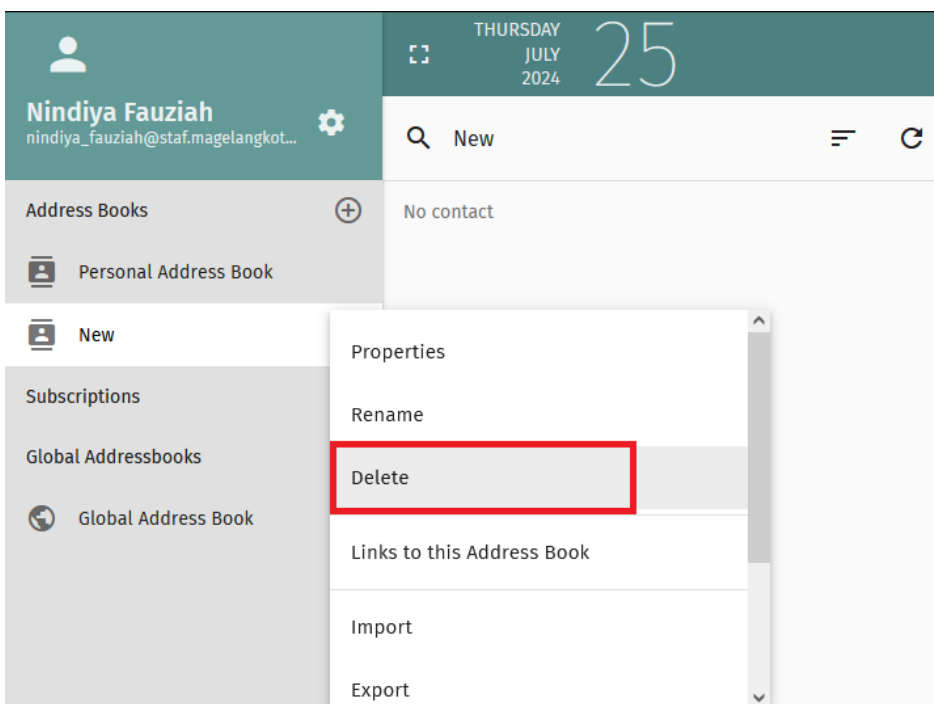 Nindiya Fauziah
nindiya_fauziah@staf.magelangkot...
THURSDAY
JULY
2024
25
New
Address Books
Personal Address Book
New
Subscriptions
Global Addressbooks
Global Address Book
No contact
Properties
Rename
Delete
Links to this Address Book
Import
Export